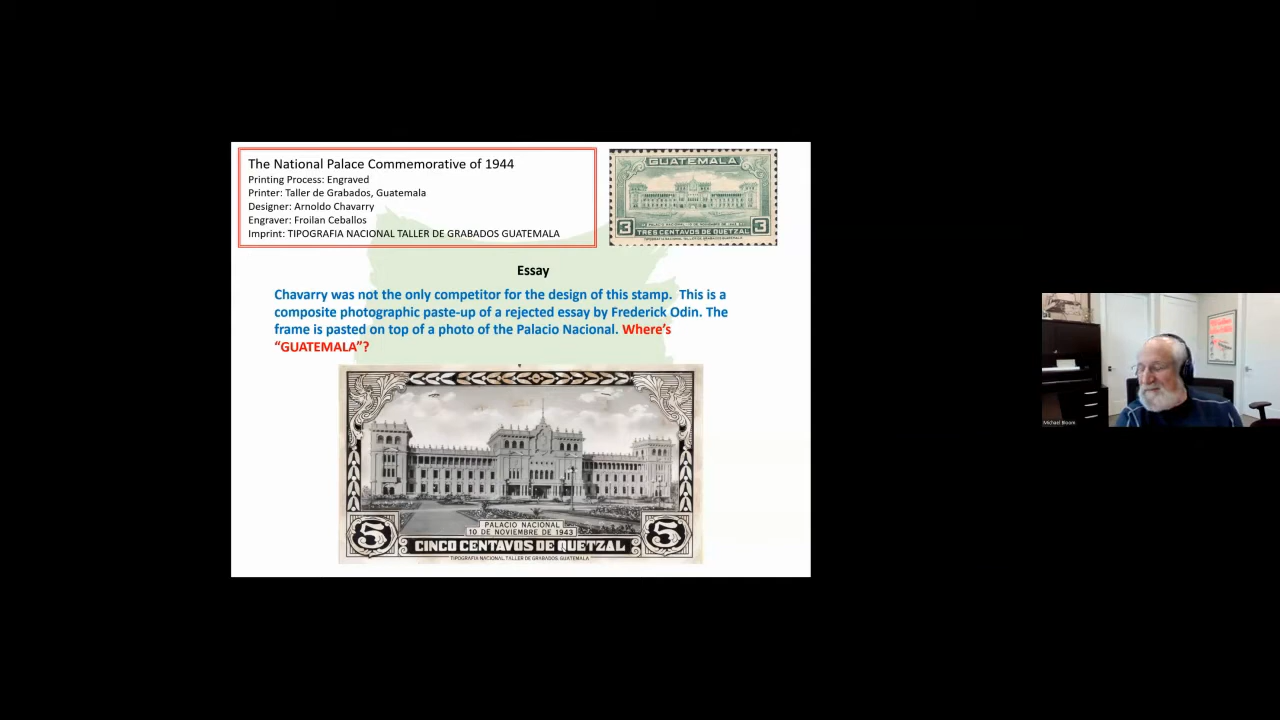 The National Palace Commemorative of 1944
Printing Process: Engraved
Printer: Taller de Grabados, Guatemala
Designer: Arnoldo Chavarry
Engraver: Froilan Ceballos
Imprint: TIPOGRAFIA NACIONAL TALLER DE GRABADOS GUATEMALA
GUATEMALA
3 3
TRES CENTAVOS DE QUETZAL
Essay
Chavarry was not the only competitor for the design of this stamp. This is a
composite photographic paste-up of a rejected essay by Frederick Odin. The
frame is pasted on top of a photo of the Palacio Nacional. Where's
“GUATEMALA”?
PALACIO NACIONAL
10 DE NOVIEMBRE DE 1943
5 5
CINCO CENTAVOS DE QUETZAL
TIPOGRAFIA NACIONAL TALLER DE GRABADOS, GUATEMALA
Michael Bloom